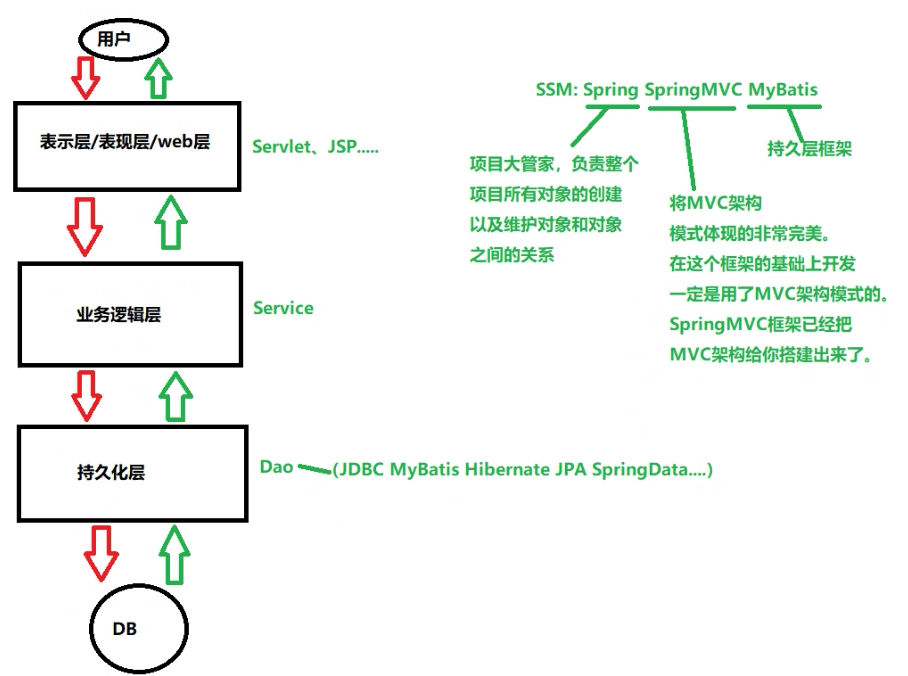 用户
表示层/表现层/web层
Servlet、JSP.....
业务逻辑层
Service
持久化层
Dao
(JDBC MyBatis Hibernate JPA SpringData....)
DB
SSM: Spring SpringMVC MyBatis
项目大管家，负责整个
项目所有对象的创建
以及维护对象和对象
之间的关系
将MVC架构
模式体现的非常完美。
在这个框架的基础上开发
一定是用了MVC架构模式的。
SpringMVC框架已经把
MVC架构给你搭建出来了。
持久层框架